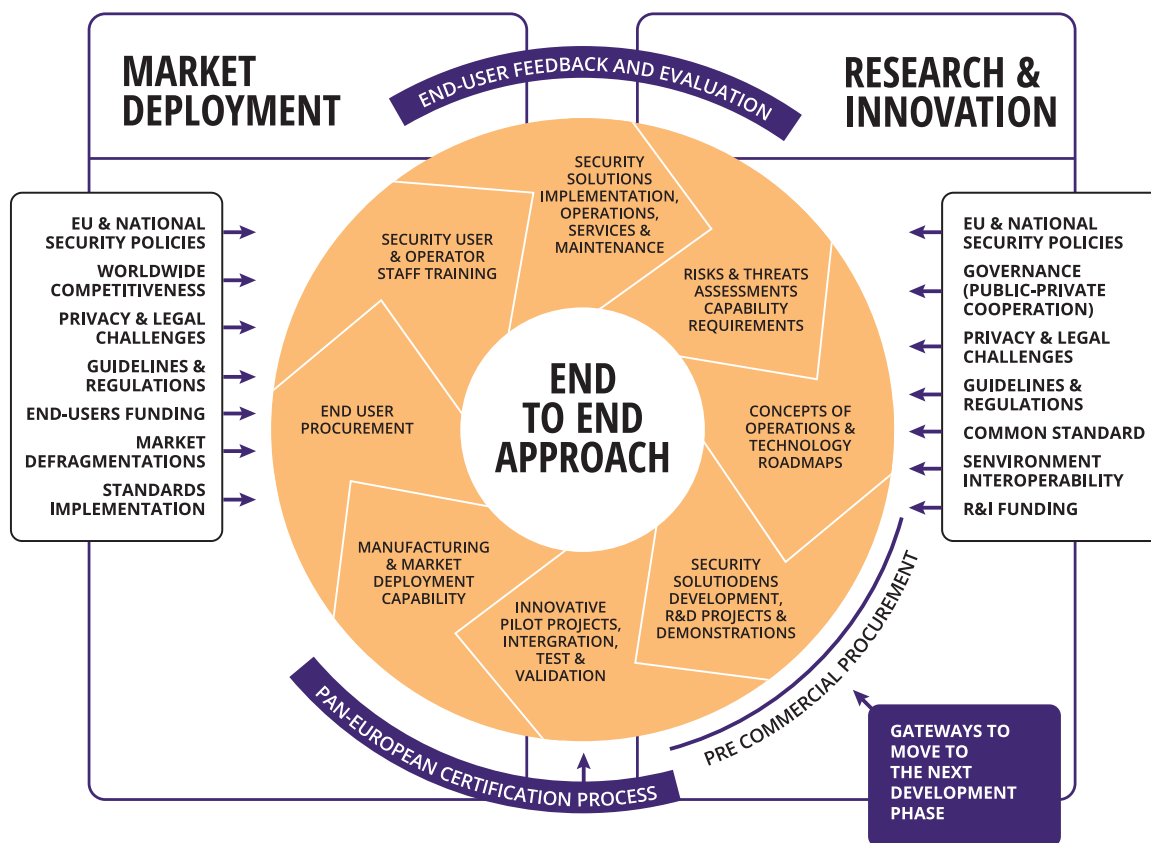 MARKET
DEPLOYMENT
END-USER FEEDBACK AND EVALUATION
RESEARCH &
INNOVATION
EU & NATIONAL
SECURITY POLICIES
WORLDWIDE
COMPETITIVENESS
PRIVACY & LEGAL
CHALLENGES
GUIDELINES &
REGULATIONS
END-USERS FUNDING
MARKET
DEFRAGMENTATIONS
STANDARDS
IMPLEMENTATION
SECURITY
SOLUTIONS
IMPLEMENTATION,
OPERATIONS,
SERVICES &
MAINTENANCE
RISKS & THREATS
ASSESSMENTS
CAPABILITY
REQUIREMENTS
CONCEPTS OF
OPERATIONS &
TECHNOLOGY
ROADMAPS
SECURITY
SOLUTIODENS
DEVELOPMENT,
R&D PROJECTS &
DEMONSTRATIONS
INNOVATIVE
PILOT PROJECTS,
INTERGRATION,
TEST &
VALIDATION
MANUFACTURING
& MARKET
DEPLOYMENT
CAPABILITY
END USER
PROCUREMENT
SECURITY USER
& OPERATOR
STAFF TRAINING
END
TO END
APPROACH
EU & NATIONAL
SECURITY POLICIES
GOVERNANCE
(PUBLIC-PRIVATE
COOPERATION)
PRIVACY & LEGAL
CHALLENGES
GUIDELINES &
REGULATIONS
COMMON STANDARD
SENVIRONMENT
INTEROPERABILITY
R&I FUNDING
PAN-EUROPEAN CERTIFICATION PROCESS
PRE COMMERCIAL PROCUREMENT
GATEWAYS TO
MOVE TO
THE NEXT
DEVELOPMENT
PHASE